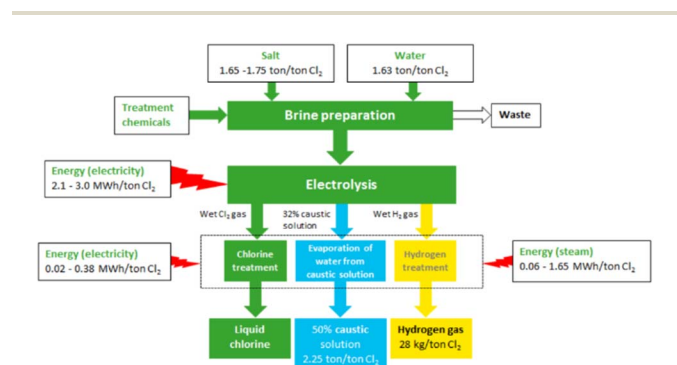 Salt
1.65 -1.75 ton/ton Cl₂
Water
1.63 ton/ton Cl₂
Treatment
chemicals
Brine preparation
Waste
Energy (electricity)
2.1 - 3.0 MWh/ton Cl₂
Electrolysis
Wet Cl₂ gas
32% caustic
solution
Wet H₂ gas
Energy (electricity)
0.02 - 0.38 MWh/ton Cl₂
Chlorine
treatment
Evaporation of
water from
caustic solution
Hydrogen
treatment
Energy (steam)
0.06 - 1.65 MWh/ton Cl₂
Liquid
chlorine
50% caustic
solution
2.25 ton/ton Cl₂
Hydrogen gas
28 kg/ton Cl₂